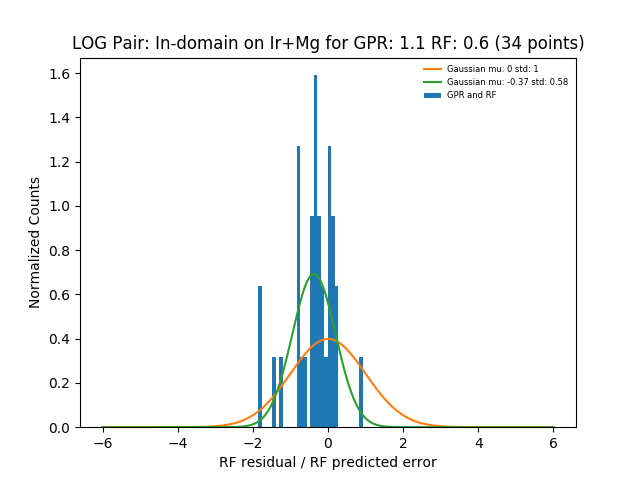 LOG Pair: In-domain on Ir+Mg for GPR: 1.1 RF: 0.6 (34 points)
Gaussian mu: 0 std: 1
Gaussian mu: -0.37 std: 0.58
GPR and RF
Normalized Counts
1.6
1.4
1.2
1.0
0.8
0.6
0.4
0.2
0.0
−6 −4 −2 0 2 4 6
RF residual / RF predicted error